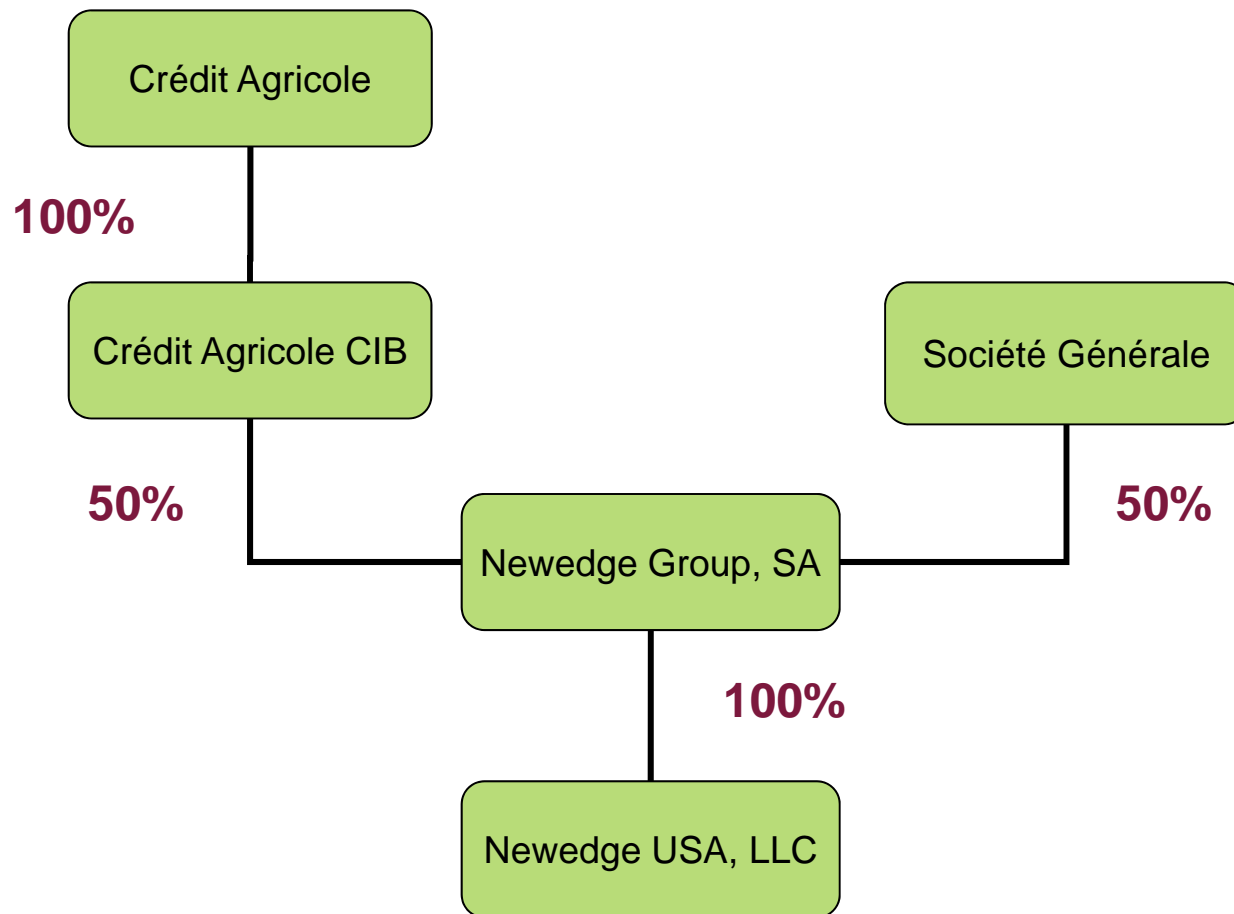 Crédit Agricole
100%
Crédit Agricole CIB
Société Générale
50%
50%
Newedge Group, SA
100%
Newedge USA, LLC